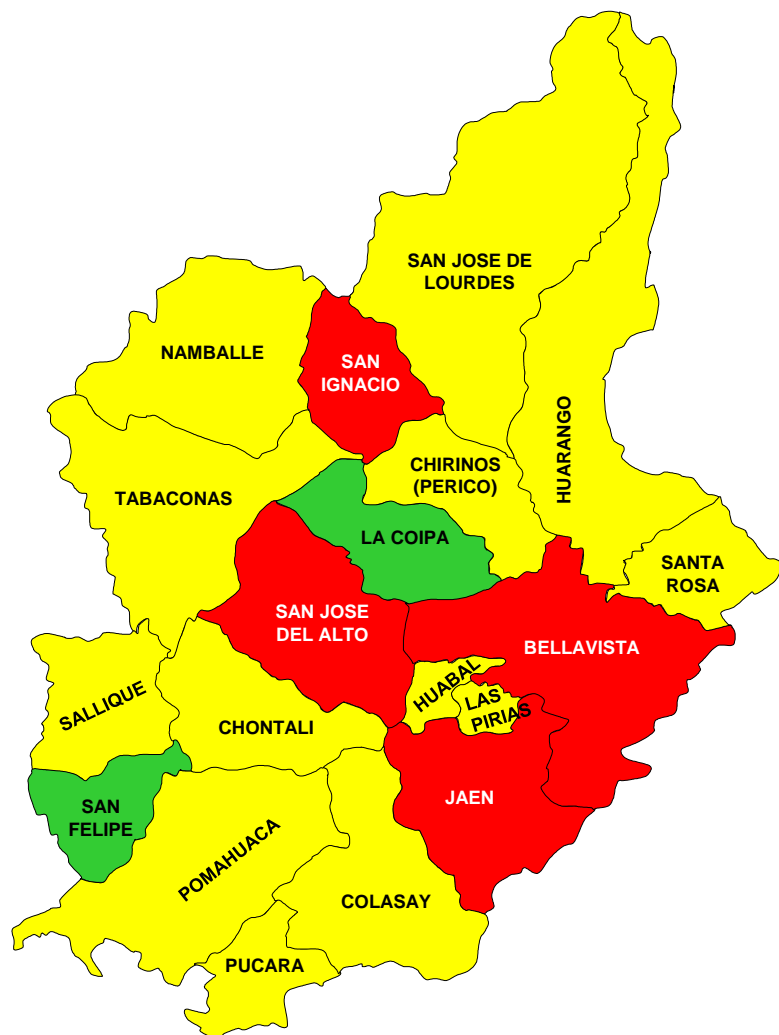 SAN JOSE DE
LOURDES
NAMBALLE
SAN
IGNACIO
HUARANGO
CHIRINOS
(PERICO)
TABACONAS
LA COIPA
SANTA
ROSA
SAN JOSE
DEL ALTO
BELLAVISTA
HUABAL
SALLIQUE
LAS
PIRIAS
CHONTALI
JAEN
SAN
FELIPE
POMAHUACA
COLASAY
PUCARA